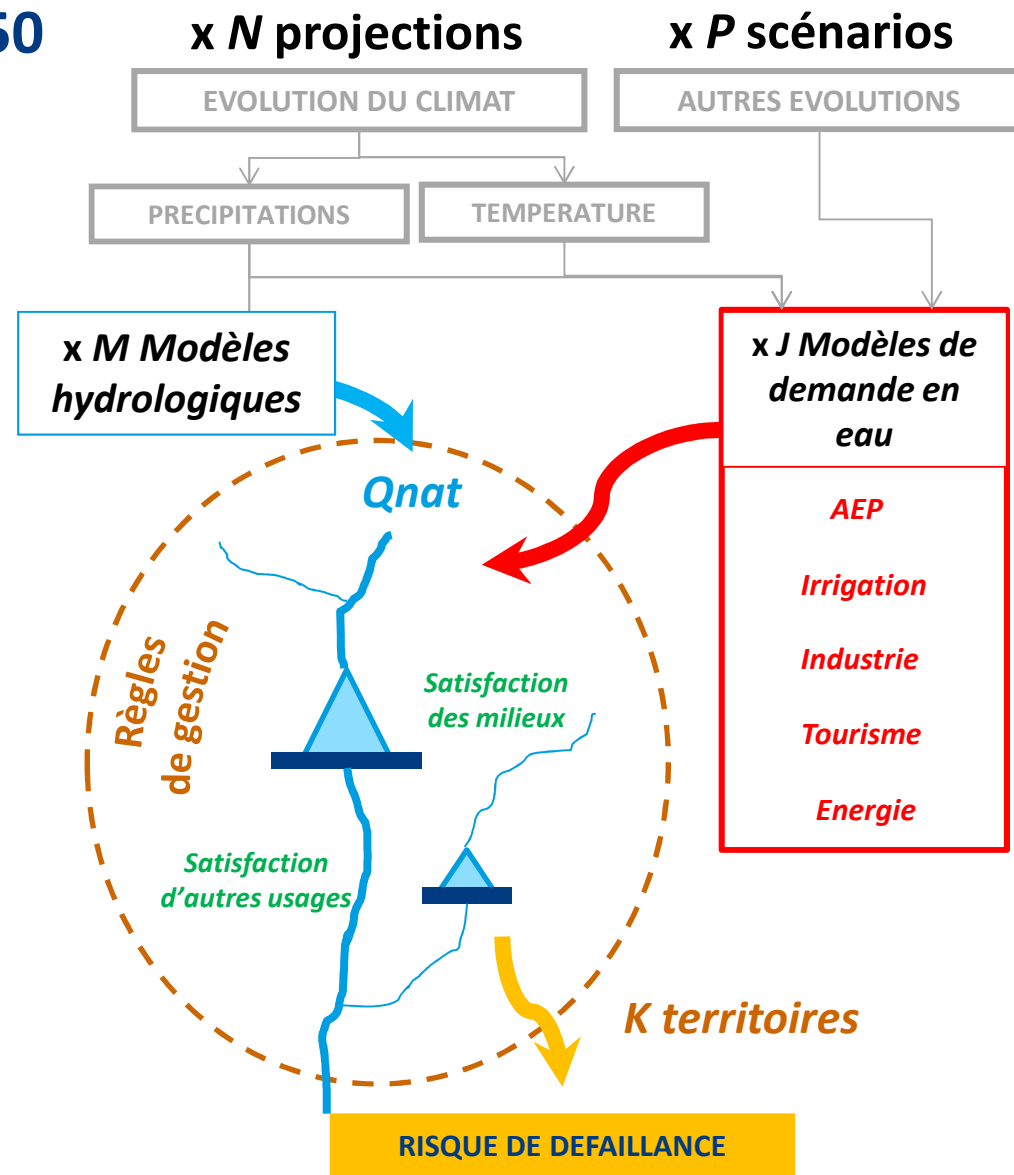 50
x N projections
x P scénarios
EVOLUTION DU CLIMAT
AUTRES EVOLUTIONS
PRECIPITATIONS
TEMPERATURE
x M Modèles
hydrologiques
x J Modèles de
demande en
eau
AEP
Irrigation
Industrie
Tourisme
Energie
Qnat
Règles
de gestion
Satisfaction
des milieux
Satisfaction
d'autres usages
K territoires
RISQUE DE DEFAILLANCE